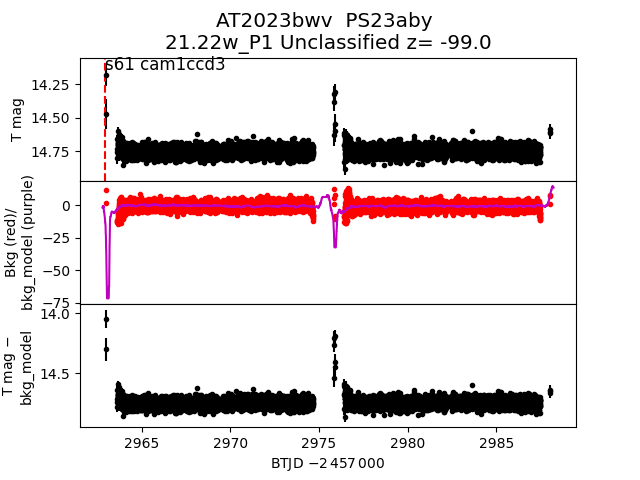 AT2023bwv  PS23aby
21.22w_P1 Unclassified z= -99.0
s61 cam1ccd3
14.25
14.50
14.75
T mag
0
−25
−50
−75
Bkg (red)/
bkg_model (purple)
14.0
14.5
T mag −
bkg_model
2965
2970
2975
2980
2985
BTJD −2 457 000